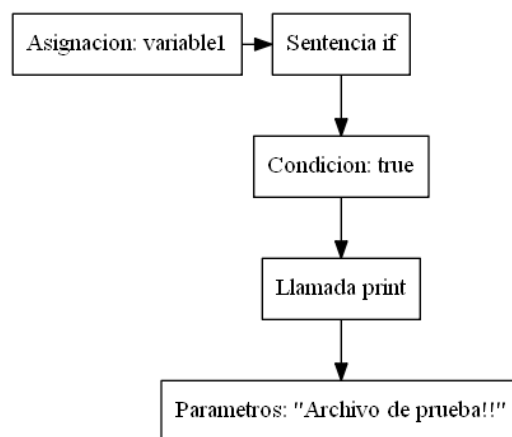 Asignacion: variable1
Sentencia if
Condicion: true
Llamada print
Parametros: "Archivo de prueba!!"